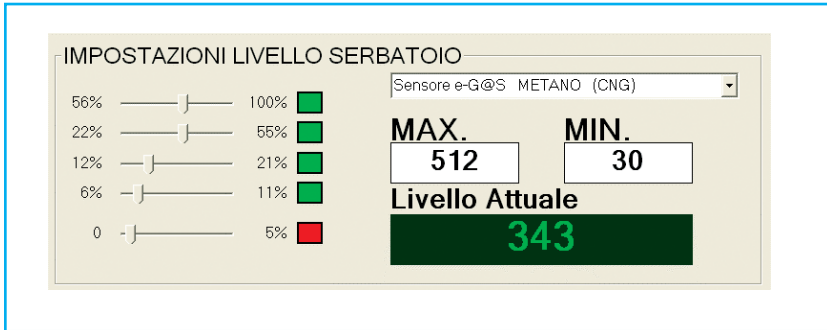 IMPOSTAZIONI LIVELLO SERBATOIO
Sensore e-G@S METANO (CNG)
56% 100%
22% 55%
12% 21%
6% 11%
0 5%
MAX. MIN.
512 30
Livello Attuale
343